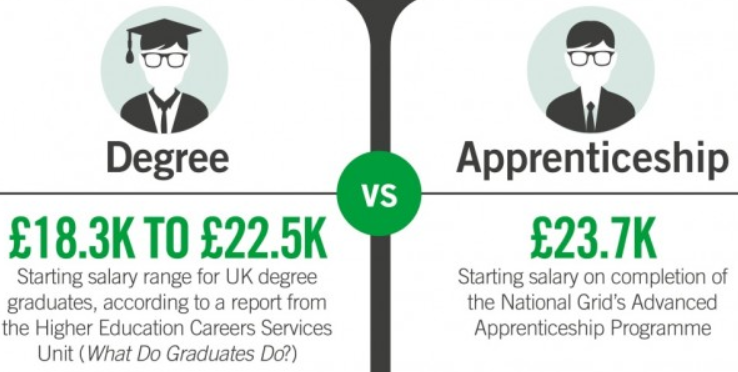 Degree
£18.3K TO £22.5K
Starting salary range for UK degree
graduates, according to a report from
the Higher Education Careers Services
Unit (What Do Graduates Do?)
VS
Apprenticeship
£23.7K
Starting salary on completion of
the National Grid's Advanced
Apprenticeship Programme